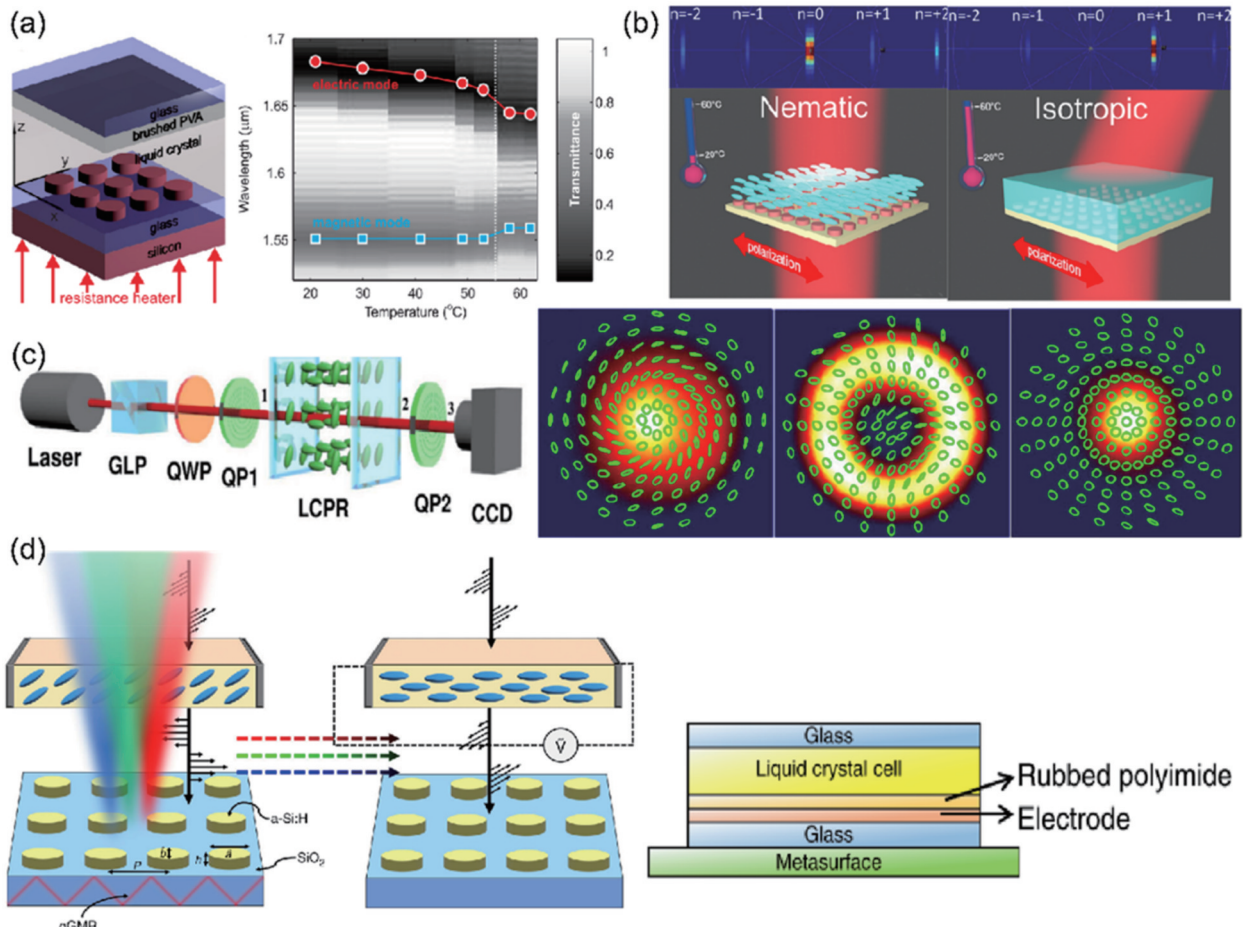 (a)
glass
brushed PVA
liquid crystal
z
y
x
glass
silicon
resistance heater
1.7
1.65
1.6
1.55
Wavelength (μm)
electric mode
magnetic mode
20 30 40 50 60
Temperature (°C)
1
0.8
0.6
0.4
0.2
Transmittance
(b)
n=-2 n=-1 n=0 n=+1 n=+2
~60°C
~20°C
Nematic
polarization
n=-2 n=-1 n=0 n=+1 n=+2
~60°C
~20°C
Isotropic
polarization
(c)
Laser
GLP
QWP
QP1
1
LCPR
2
QP2
3
CCD
(d)
a-Si:H
SiO₂
P
b
h
a
qGMR
Ṽ
Glass
Liquid crystal cell
Rubbed polyimide
Electrode
Glass
Metasurface